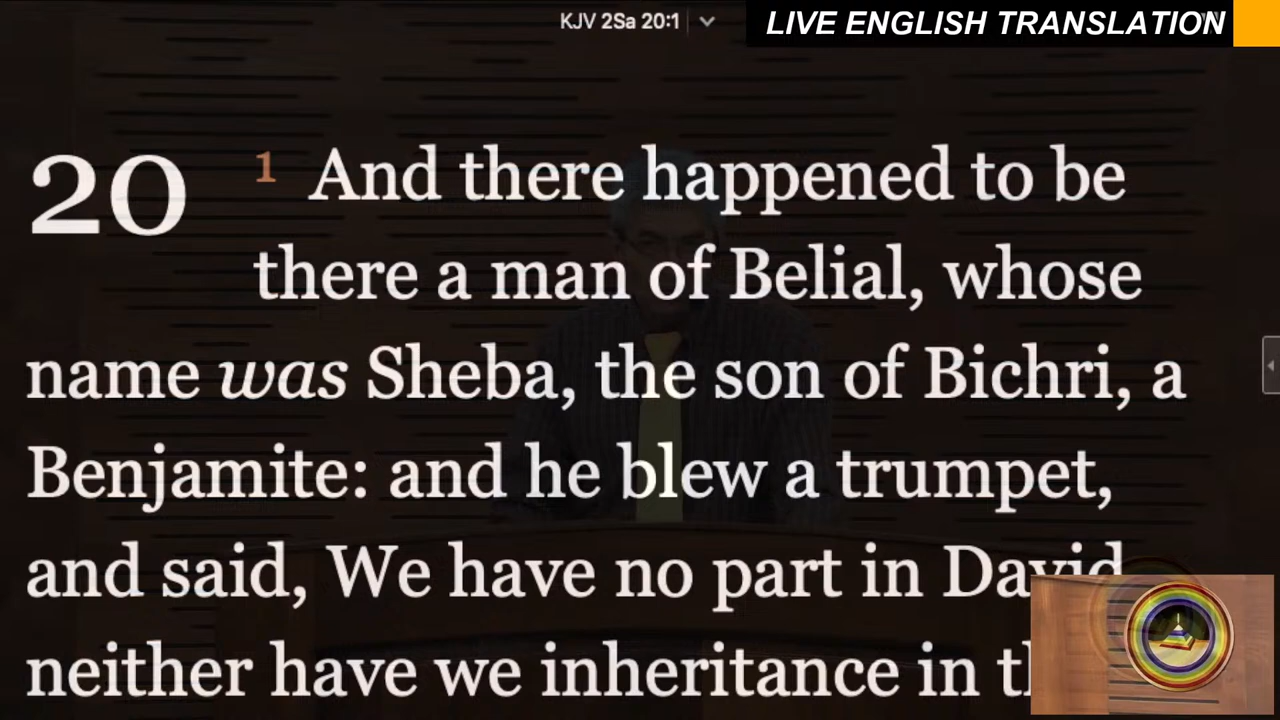 KJV 2Sa 20:1
LIVE ENGLISH TRANSLATION
20 1 And there happened to be
there a man of Belial, whose
name was Sheba, the son of Bichri, a
Benjamite: and he blew a trumpet,
and said, We have no part in David
neither have we inheritance in